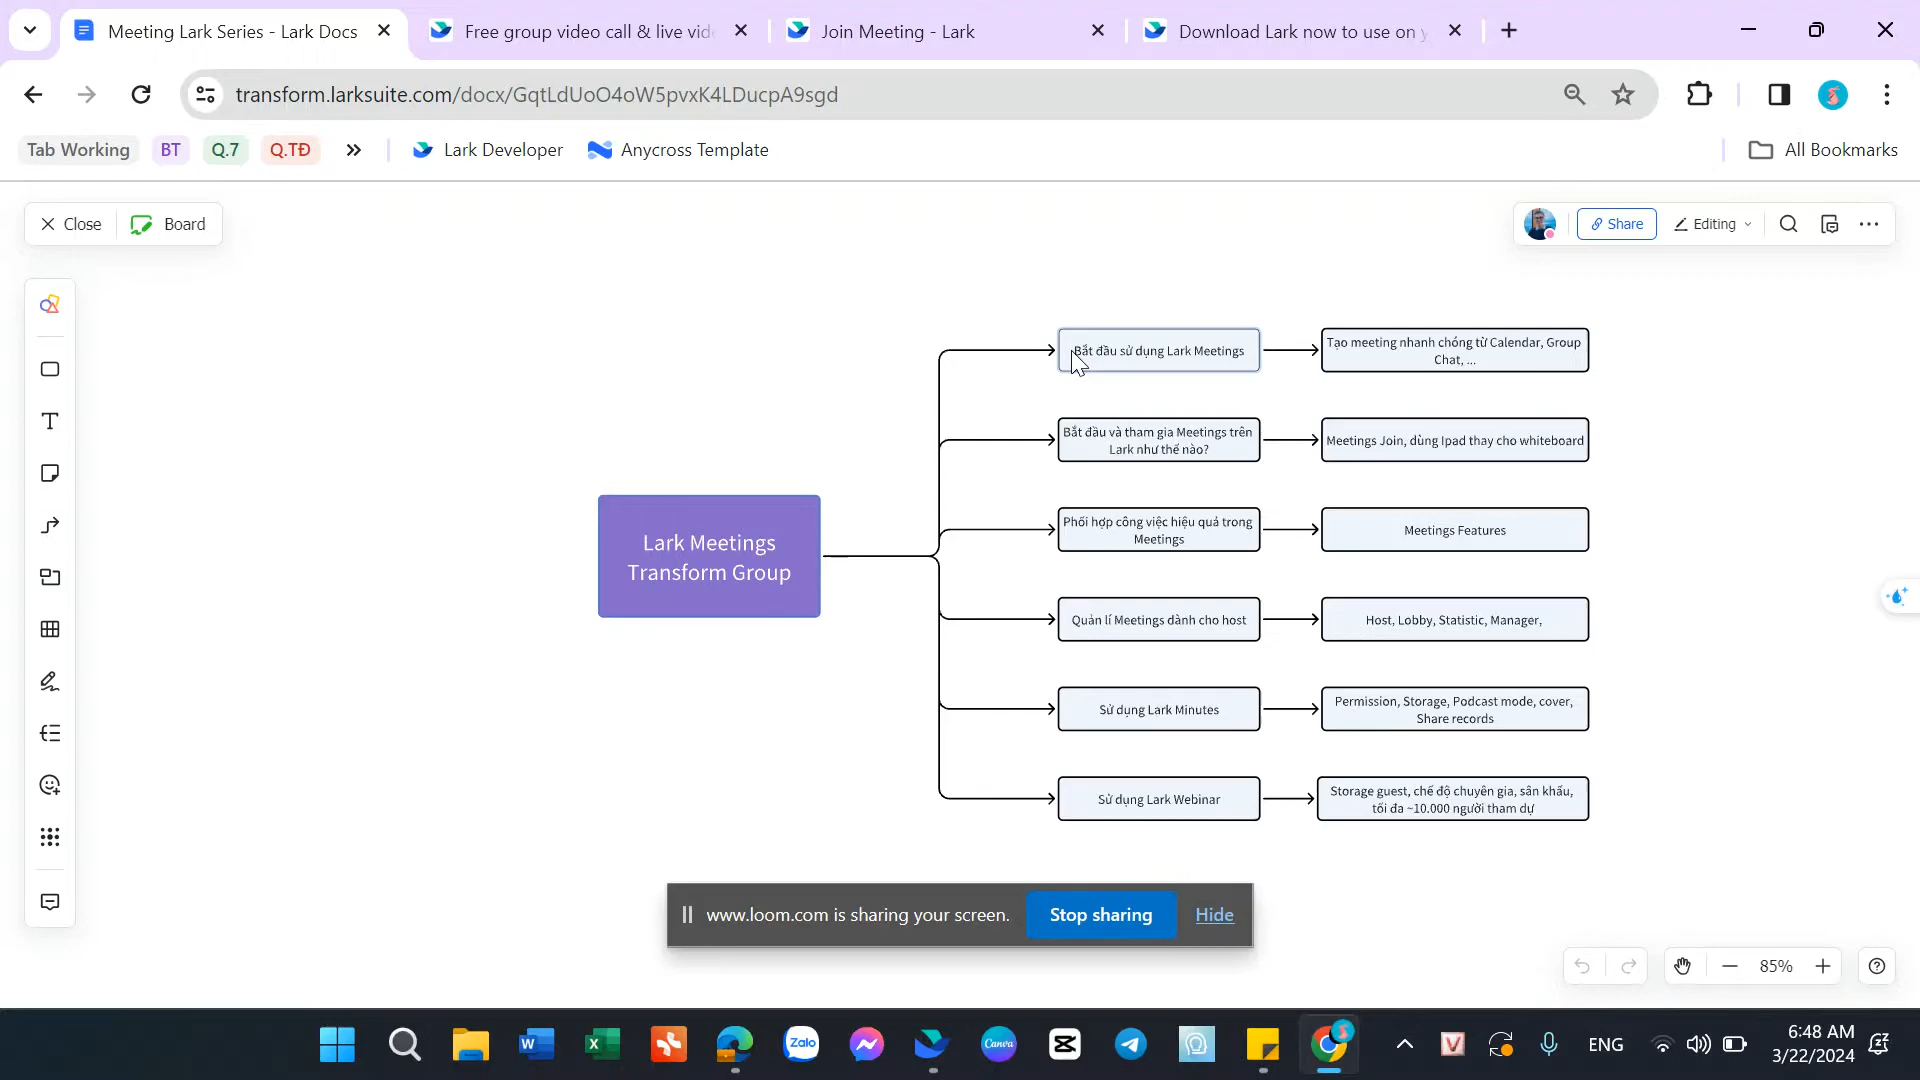 Meeting Lark Series - Lark Docs
Free group video call & live vid
Join Meeting - Lark
Download Lark now to use on y
transform.larksuite.com/docx/GqtLdUoO4oW5pvxK4LDucpA9sgd
Tab Working
BT
Q.7
Q.TĐ
Lark Developer
Anycross Template
All Bookmarks
Close
Board
Share
Editing
Lark Meetings
Transform Group
Bắt đầu sử dụng Lark Meetings
Tạo meeting nhanh chóng từ Calendar, Group
Chat, ...
Bắt đầu và tham gia Meetings trên
Lark như thế nào?
Meetings Join, dùng Ipad thay cho whiteboard
Phối hợp công việc hiệu quả trong
Meetings
Meetings Features
Quản lí Meetings dành cho host
Host, Lobby, Statistic, Manager,
Sử dụng Lark Minutes
Permission, Storage, Podcast mode, cover,
Share records
Sử dụng Lark Webinar
Storage guest, chế độ chuyên gia, sân khấu,
tối đa ~10.000 người tham dự
www.loom.com is sharing your screen.
Stop sharing
Hide
85%
Zalo
Canva
ENG
6:48 AM
3/22/2024